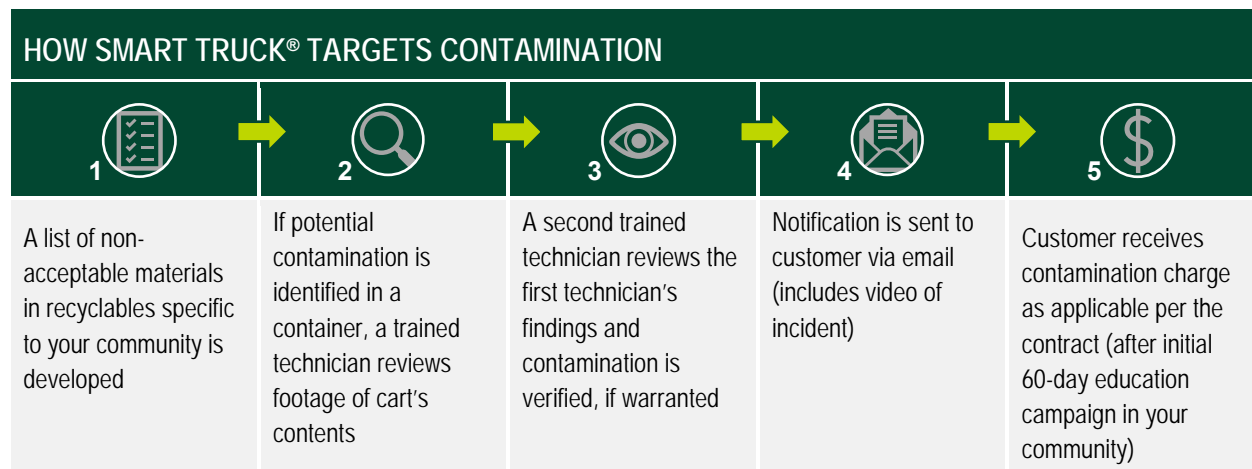 HOW SMART TRUCK® TARGETS CONTAMINATION
1
2
3
4
5
A list of non-
acceptable materials
in recyclables specific
to your community is
developed
If potential
contamination is
identified in a
container, a trained
technician reviews
footage of cart's
contents
A second trained
technician reviews the
first technician's
findings and
contamination is
verified, if warranted
Notification is sent to
customer via email
(includes video of
incident)
Customer receives
contamination charge
as applicable per the
contract (after initial
60-day education
campaign in your
community)